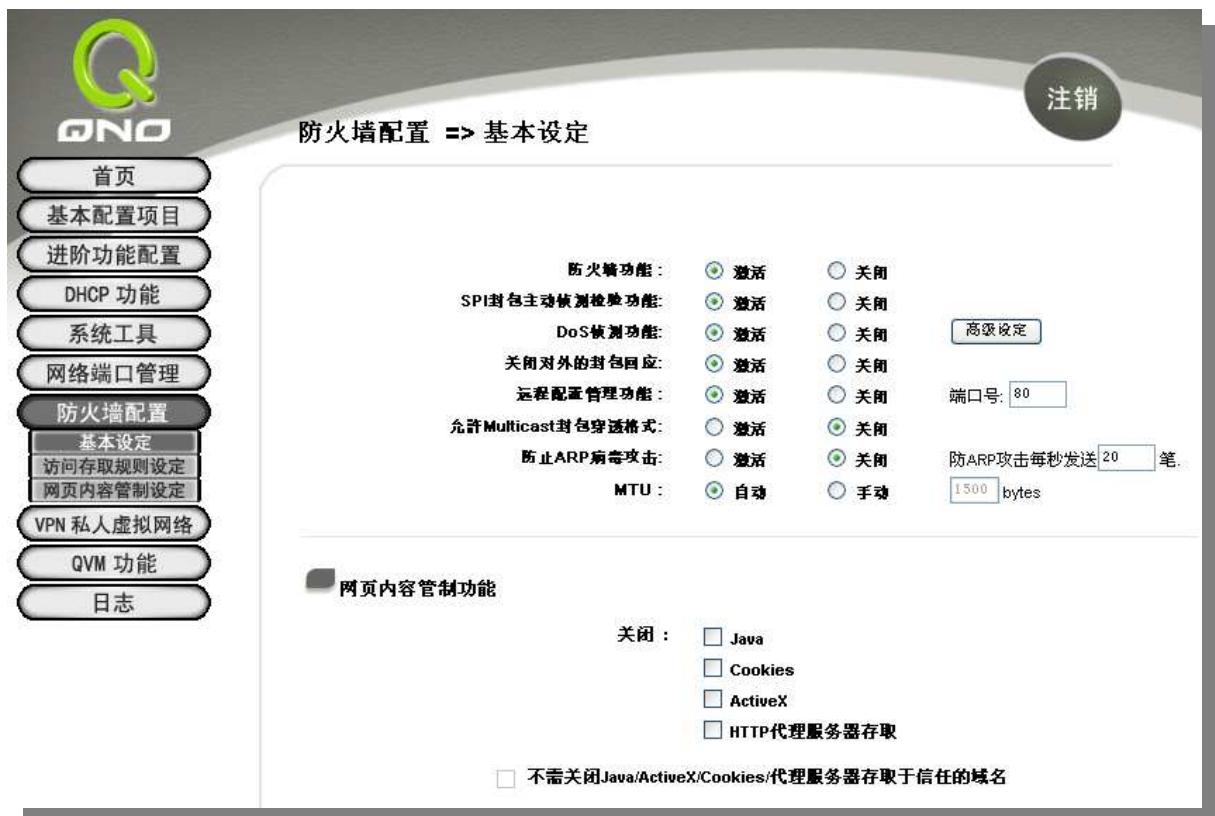 QNO
注销
防火墙配置 => 基本设定
首页
基本配置项目
进阶功能配置
DHCP 功能
系统工具
网络端口管理
防火墙配置
基本设定
访问存取规则设定
网页内容管制设定
VPN 私人虚拟网络
QVM 功能
日志
防火墙功能: 激活 关闭
SPI封包主动侦测检验功能: 激活 关闭
DoS侦测功能: 激活 关闭 高级设定
关闭对外的封包回应: 激活 关闭
远程配置管理功能: 激活 关闭 端口号: 80
允許Multicast封包穿透格式: 激活 关闭
防止ARP病毒攻击: 激活 关闭 防ARP攻击每秒发送 20 笔.
MTU: 自动 手动 1500 bytes
网页内容管制功能
关闭: Java
Cookies
ActiveX
HTTP代理服务器存取
不需关闭Java/ActiveX/Cookies/代理服务器存取于信任的域名